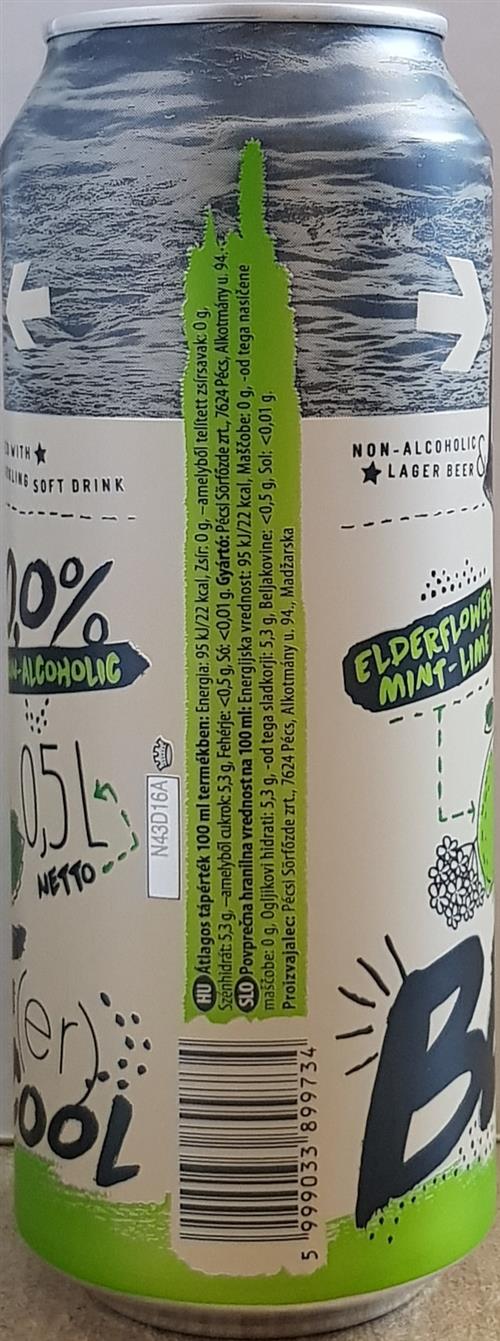 NON-ALCOHOLIC
& LAGER BEER
WITH
SOFT DRINK
0,0%
ALCOHOLIC
0,5 L
NETTO
(er)
OOL
N43D16A
HU Átlagos tápérték 100 ml termékben: Energia: 95 kJ/22 kcal, Zsír: 0 g, –amelyből telített zsírsavak: 0 g,
Szénhidrát: 5,3 g, –amelyből cukrok: 5,3 g, Fehérje: <0,5 g, Só: <0,01 g. Gyártó: Pécsi Sörfőzde zrt., 7624 Pécs, Alkotmány u. 94.
SLO Povprečna hranilna vrednost na 100 ml: Energijska vrednost: 95 kJ/22 kcal, Maščobe: 0 g, -od tega nasičene
maščobe: 0 g, Ogljikovi hidrati: 5,3 g, -od tega sladkorji: 5,3 g, Beljakovine: <0,5 g, Sol: <0,01 g.
Proizvajalec: Pécsi Sörfőzde zrt., 7624 Pécs, Alkotmány u. 94., Madžarska
5 999033 899734
ELDERFLOWER
MINT-LIME
B